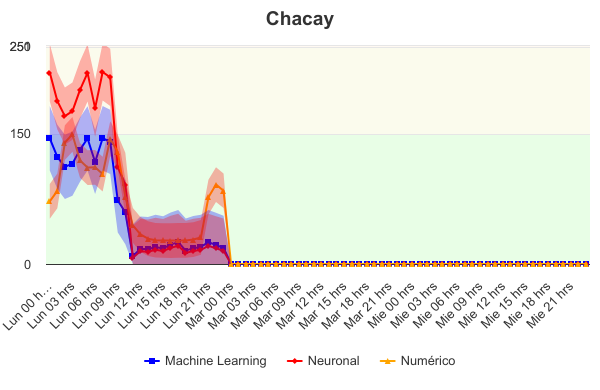 Chacay
250
150
0
Lun 00 h...
Lun 03 hrs
Lun 06 hrs
Lun 09 hrs
Lun 12 hrs
Lun 15 hrs
Lun 18 hrs
Lun 21 hrs
Mar 00 hrs
Mar 03 hrs
Mar 06 hrs
Mar 09 hrs
Mar 12 hrs
Mar 15 hrs
Mar 18 hrs
Mar 21 hrs
Mie 00 hrs
Mie 03 hrs
Mie 06 hrs
Mie 09 hrs
Mie 12 hrs
Mie 15 hrs
Mie 18 hrs
Mie 21 hrs
Machine Learning Neuronal Numérico